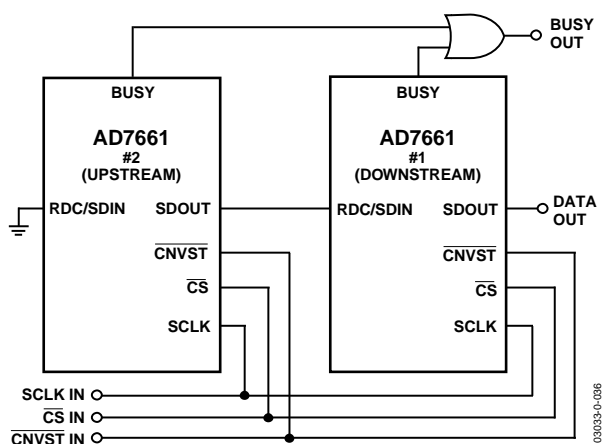 BUSY
OUT
BUSY
AD7661
#2
(UPSTREAM)
RDC/SDIN SDOUT
CNVST
CS
SCLK
BUSY
AD7661
#1
(DOWNSTREAM)
RDC/SDIN SDOUT
CNVST
CS
SCLK
DATA
OUT
SCLK IN
CS IN
CNVST IN
03033-0-036